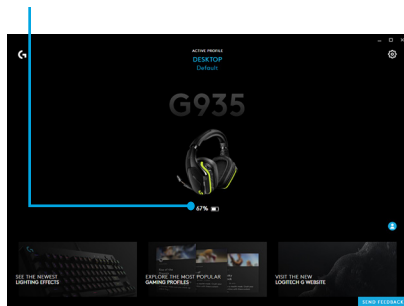 ACTIVE PROFILE
DESKTOP
Default
G935
67%
SEE THE NEWEST
LIGHTING EFFECTS
EXPLORE THE MOST POPULAR
GAMING PROFILES
VISIT THE NEW
LOGITECH G WEBSITE
SEND FEEDBACK